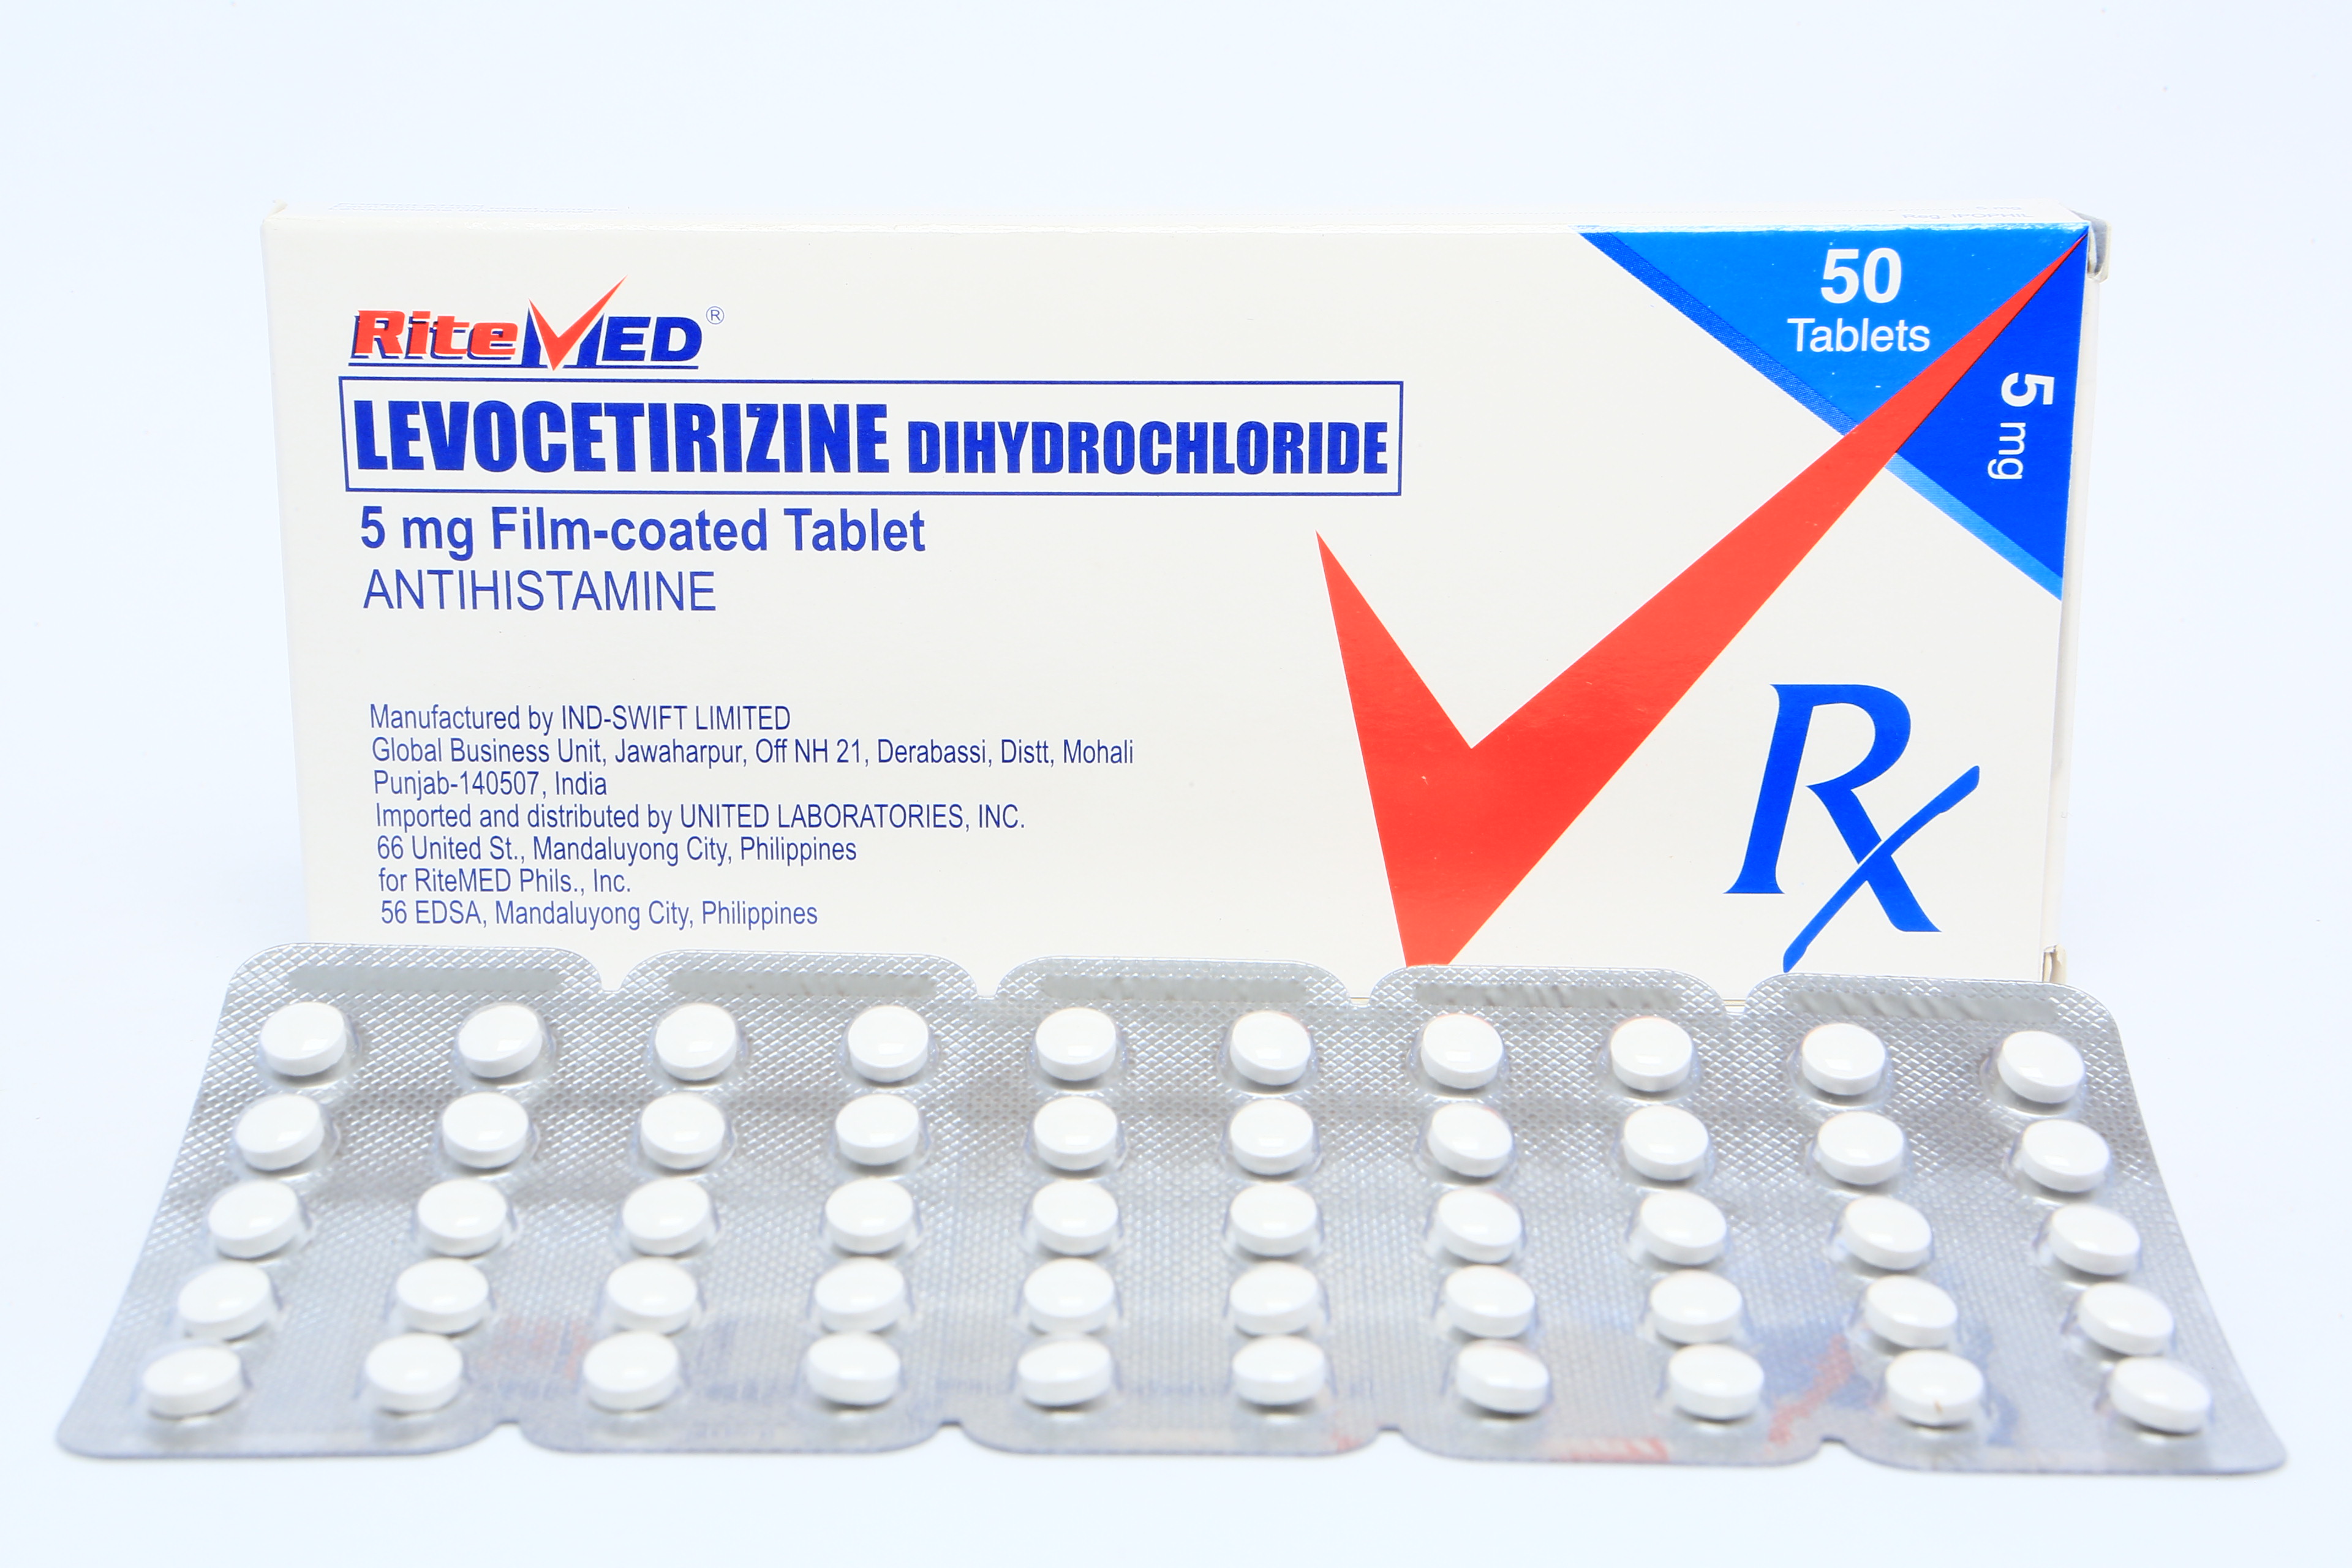 RiteMED®
LEVOCETIRIZINE DIHYDROCHLORIDE
5 mg Film-coated Tablet
ANTIHISTAMINE
Manufactured by IND-SWIFT LIMITED
Global Business Unit, Jawaharpur, Off NH 21, Derabassi, Distt, Mohali
Punjab-140507, India
Imported and distributed by UNITED LABORATORIES, INC.
66 United St., Mandaluyong City, Philippines
for RiteMED Phils., Inc.
56 EDSA, Mandaluyong City, Philippines
50
Tablets
5 mg
Rx